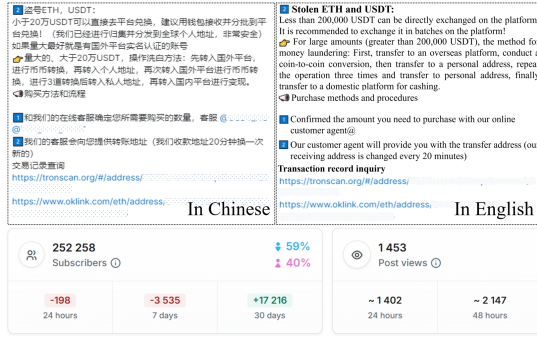 2 盗号ETH，USDT：
小于20万USDT可以直接去平台兑换，建议用钱包接收并分批到平
台兑换！（我们已经进行归集并分发到全球个人地址，非常安全）
如果量大最好就是有国外平台实名认证的账号
👉量大的，大于20万USDT，操作洗白方法：先转入国外平台，
进行币币转换，再转入个人地址，再次转入国外平台进行币币转
换，进行3道转换后转入私人地址，再转入国内平台进行变现。
📢购买方法和流程
1 和我们的在线客服确定您所需要购买的数量，客服 @
@
2 我们的客服会向您提供转账地址（我们收款地址20分钟换一次
新的）
交易记录查询
https://tronscan.org/#/address/
https://www.oklink.com/eth/address,
In Chinese
2 Stolen ETH and USDT:
Less than 200,000 USDT can be directly exchanged on the platform.
It is recommended to exchange it in batches on the platform!
👉 For large amounts (greater than 200,000 USDT), the method for
money laundering: First, transfer to an overseas platform, conduct a
coin-to-coin conversion, then transfer to a personal address, repeat
the operation three times and transfer to personal address, finally
transfer to a domestic platform for cashing.
📢 Purchase methods and procedures
1 Confirmed the amount you need to purchase with our online
customer agent@
2 Our customer agent will provide you with the transfer address (our
receiving address is changed every 20 minutes)
Transaction record inquiry
https://tronscan.org/#/address/
https://www.oklink.com/eth/address,
In English
252 258
Subscribers
59%
40%
-198
24 hours
-3 535
7 days
+17 216
30 days
1 453
Post views
~ 1 402
24 hours
~ 2 147
48 hours